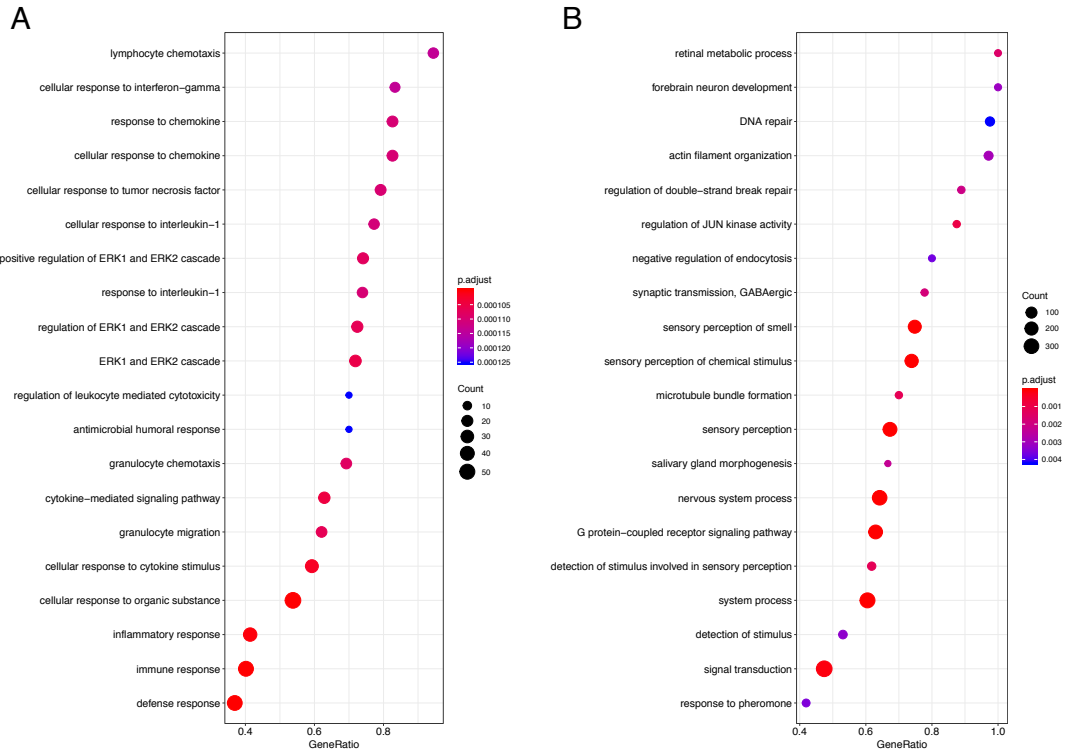 A
lymphocyte chemotaxis
cellular response to interferon−gamma
response to chemokine
cellular response to chemokine
cellular response to tumor necrosis factor
cellular response to interleukin−1
positive regulation of ERK1 and ERK2 cascade
response to interleukin−1
regulation of ERK1 and ERK2 cascade
ERK1 and ERK2 cascade
regulation of leukocyte mediated cytotoxicity
antimicrobial humoral response
granulocyte chemotaxis
cytokine−mediated signaling pathway
granulocyte migration
cellular response to cytokine stimulus
cellular response to organic substance
inflammatory response
immune response
defense response
0.4 0.6 0.8
GeneRatio
p.adjust
0.000105
0.000110
0.000115
0.000120
0.000125
Count
10
20
30
40
50
B
retinal metabolic process
forebrain neuron development
DNA repair
actin filament organization
regulation of double−strand break repair
regulation of JUN kinase activity
negative regulation of endocytosis
synaptic transmission, GABAergic
sensory perception of smell
sensory perception of chemical stimulus
microtubule bundle formation
sensory perception
salivary gland morphogenesis
nervous system process
G protein−coupled receptor signaling pathway
detection of stimulus involved in sensory perception
system process
detection of stimulus
signal transduction
response to pheromone
0.4 0.6 0.8 1.0
GeneRatio
Count
100
200
300
p.adjust
0.001
0.002
0.003
0.004